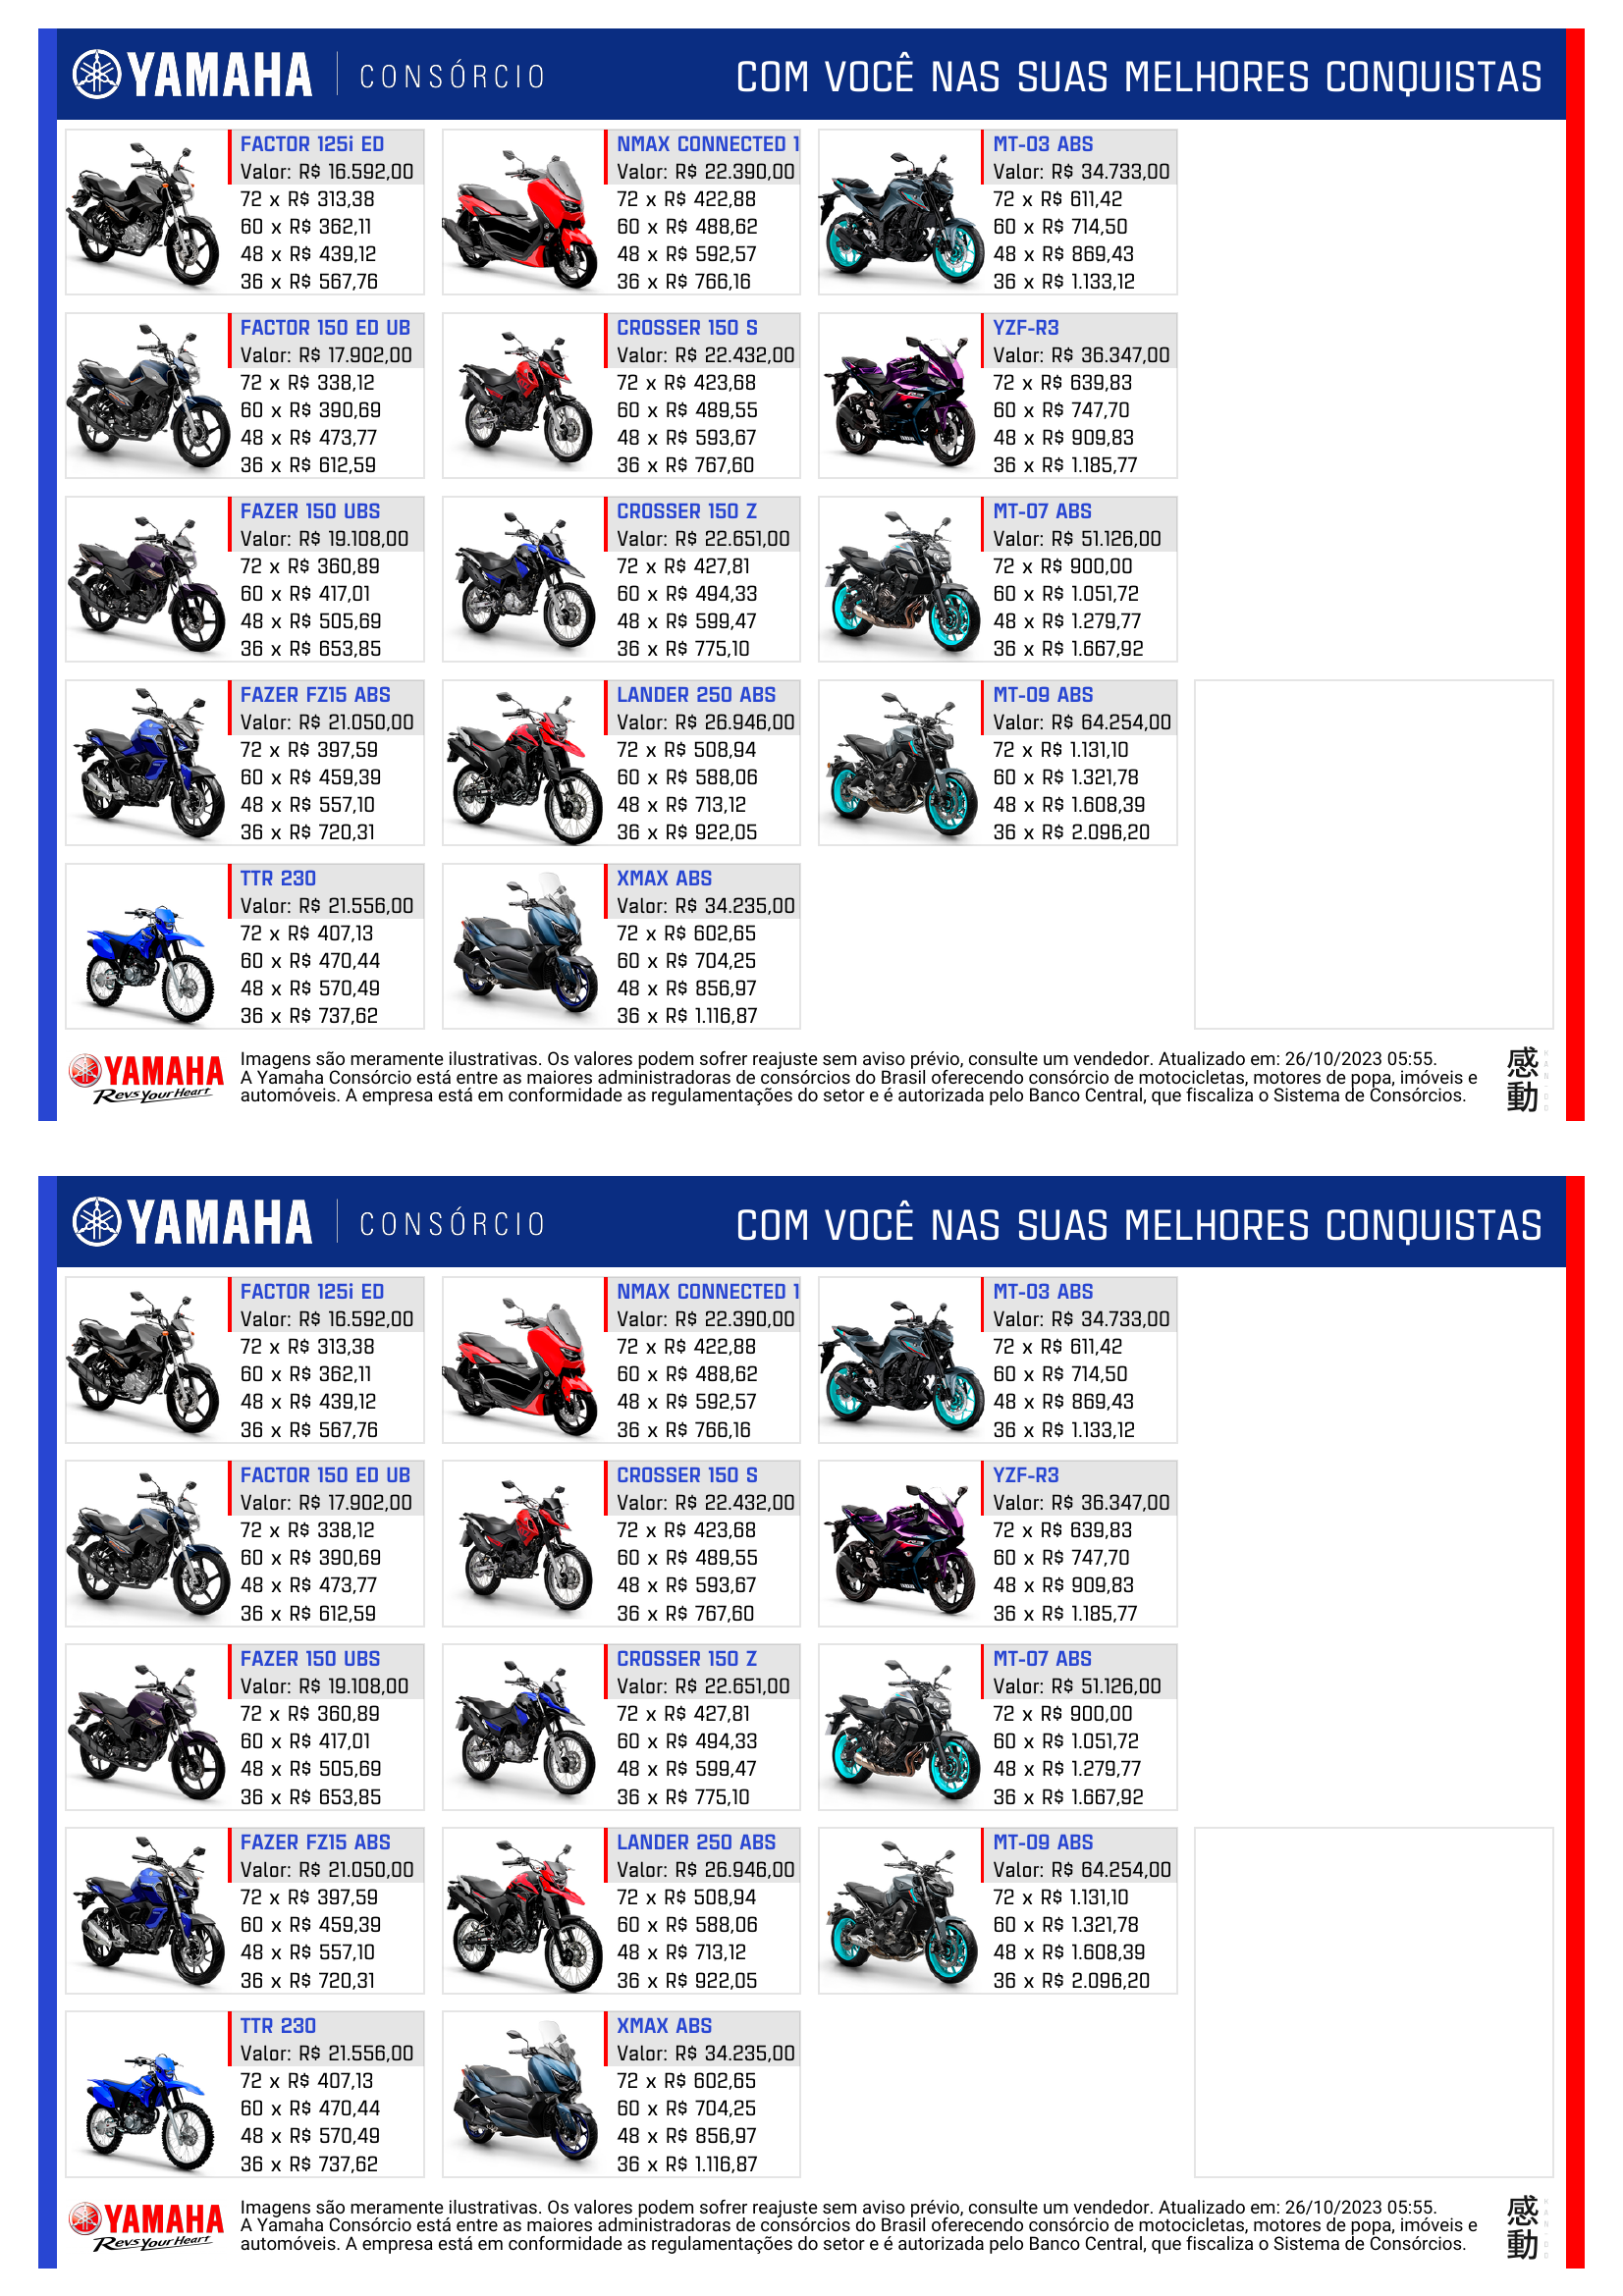 YAMAHA CONSÓRCIO
COM VOCÊ NAS SUAS MELHORES CONQUISTAS
FACTOR 125i ED
Valor: R$ 16.592,00
72 x R$ 313,38
60 x R$ 362,11
48 x R$ 439,12
36 x R$ 567,76
FACTOR 150 ED UB
Valor: R$ 17.902,00
72 x R$ 338,12
60 x R$ 390,69
48 x R$ 473,77
36 x R$ 612,59
FAZER 150 UBS
Valor: R$ 19.108,00
72 x R$ 360,89
60 x R$ 417,01
48 x R$ 505,69
36 x R$ 653,85
FAZER FZ15 ABS
Valor: R$ 21.050,00
72 x R$ 397,59
60 x R$ 459,39
48 x R$ 557,10
36 x R$ 720,31
TTR 230
Valor: R$ 21.556,00
72 x R$ 407,13
60 x R$ 470,44
48 x R$ 570,49
36 x R$ 737,62
NMAX CONNECTED 1
Valor: R$ 22.390,00
72 x R$ 422,88
60 x R$ 488,62
48 x R$ 592,57
36 x R$ 766,16
CROSSER 150 S
Valor: R$ 22.432,00
72 x R$ 423,68
60 x R$ 489,55
48 x R$ 593,67
36 x R$ 767,60
CROSSER 150 Z
Valor: R$ 22.651,00
72 x R$ 427,81
60 x R$ 494,33
48 x R$ 599,47
36 x R$ 775,10
LANDER 250 ABS
Valor: R$ 26.946,00
72 x R$ 508,94
60 x R$ 588,06
48 x R$ 713,12
36 x R$ 922,05
XMAX ABS
Valor: R$ 34.235,00
72 x R$ 602,65
60 x R$ 704,25
48 x R$ 856,97
36 x R$ 1.116,87
MT-03 ABS
Valor: R$ 34.733,00
72 x R$ 611,42
60 x R$ 714,50
48 x R$ 869,43
36 x R$ 1.133,12
YZF-R3
Valor: R$ 36.347,00
72 x R$ 639,83
60 x R$ 747,70
48 x R$ 909,83
36 x R$ 1.185,77
MT-07 ABS
Valor: R$ 51.126,00
72 x R$ 900,00
60 x R$ 1.051,72
48 x R$ 1.279,77
36 x R$ 1.667,92
MT-09 ABS
Valor: R$ 64.254,00
72 x R$ 1.131,10
60 x R$ 1.321,78
48 x R$ 1.608,39
36 x R$ 2.096,20
YAMAHA
Revs Your Heart
Imagens são meramente ilustrativas. Os valores podem sofrer reajuste sem aviso prévio, consulte um vendedor. Atualizado em: 26/10/2023 05:55.
A Yamaha Consórcio está entre as maiores administradoras de consórcios do Brasil oferecendo consórcio de motocicletas, motores de popa, imóveis e
automóveis. A empresa está em conformidade as regulamentações do setor e é autorizada pelo Banco Central, que fiscaliza o Sistema de Consórcios.
感動
YAMAHA CONSÓRCIO
COM VOCÊ NAS SUAS MELHORES CONQUISTAS
FACTOR 125i ED
Valor: R$ 16.592,00
72 x R$ 313,38
60 x R$ 362,11
48 x R$ 439,12
36 x R$ 567,76
FACTOR 150 ED UB
Valor: R$ 17.902,00
72 x R$ 338,12
60 x R$ 390,69
48 x R$ 473,77
36 x R$ 612,59
FAZER 150 UBS
Valor: R$ 19.108,00
72 x R$ 360,89
60 x R$ 417,01
48 x R$ 505,69
36 x R$ 653,85
FAZER FZ15 ABS
Valor: R$ 21.050,00
72 x R$ 397,59
60 x R$ 459,39
48 x R$ 557,10
36 x R$ 720,31
TTR 230
Valor: R$ 21.556,00
72 x R$ 407,13
60 x R$ 470,44
48 x R$ 570,49
36 x R$ 737,62
NMAX CONNECTED 1
Valor: R$ 22.390,00
72 x R$ 422,88
60 x R$ 488,62
48 x R$ 592,57
36 x R$ 766,16
CROSSER 150 S
Valor: R$ 22.432,00
72 x R$ 423,68
60 x R$ 489,55
48 x R$ 593,67
36 x R$ 767,60
CROSSER 150 Z
Valor: R$ 22.651,00
72 x R$ 427,81
60 x R$ 494,33
48 x R$ 599,47
36 x R$ 775,10
LANDER 250 ABS
Valor: R$ 26.946,00
72 x R$ 508,94
60 x R$ 588,06
48 x R$ 713,12
36 x R$ 922,05
XMAX ABS
Valor: R$ 34.235,00
72 x R$ 602,65
60 x R$ 704,25
48 x R$ 856,97
36 x R$ 1.116,87
MT-03 ABS
Valor: R$ 34.733,00
72 x R$ 611,42
60 x R$ 714,50
48 x R$ 869,43
36 x R$ 1.133,12
YZF-R3
Valor: R$ 36.347,00
72 x R$ 639,83
60 x R$ 747,70
48 x R$ 909,83
36 x R$ 1.185,77
MT-07 ABS
Valor: R$ 51.126,00
72 x R$ 900,00
60 x R$ 1.051,72
48 x R$ 1.279,77
36 x R$ 1.667,92
MT-09 ABS
Valor: R$ 64.254,00
72 x R$ 1.131,10
60 x R$ 1.321,78
48 x R$ 1.608,39
36 x R$ 2.096,20
YAMAHA
Revs Your Heart
Imagens são meramente ilustrativas. Os valores podem sofrer reajuste sem aviso prévio, consulte um vendedor. Atualizado em: 26/10/2023 05:55.
A Yamaha Consórcio está entre as maiores administradoras de consórcios do Brasil oferecendo consórcio de motocicletas, motores de popa, imóveis e
automóveis. A empresa está em conformidade as regulamentações do setor e é autorizada pelo Banco Central, que fiscaliza o Sistema de Consórcios.
感動